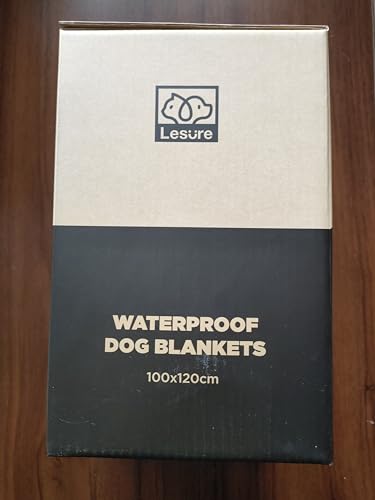 Lesure
WATERPROOF
DOG BLANKETS
100x120cm